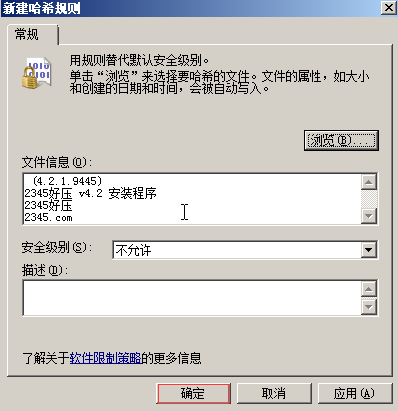 新建哈希规则
常规
用规则替代默认安全级别。
单击“浏览”来选择要哈希的文件。文件的属性，如大小
和创建的日期和时间，会被自动写入。
浏览(R)...
文件信息(O):
(4.2.1.9445)
2345好压 v4.2 安装程序
2345好压
2345.com
安全级别(S):
不允许
描述(D):
了解关于软件限制策略的更多信息
确定
取消
应用(A)